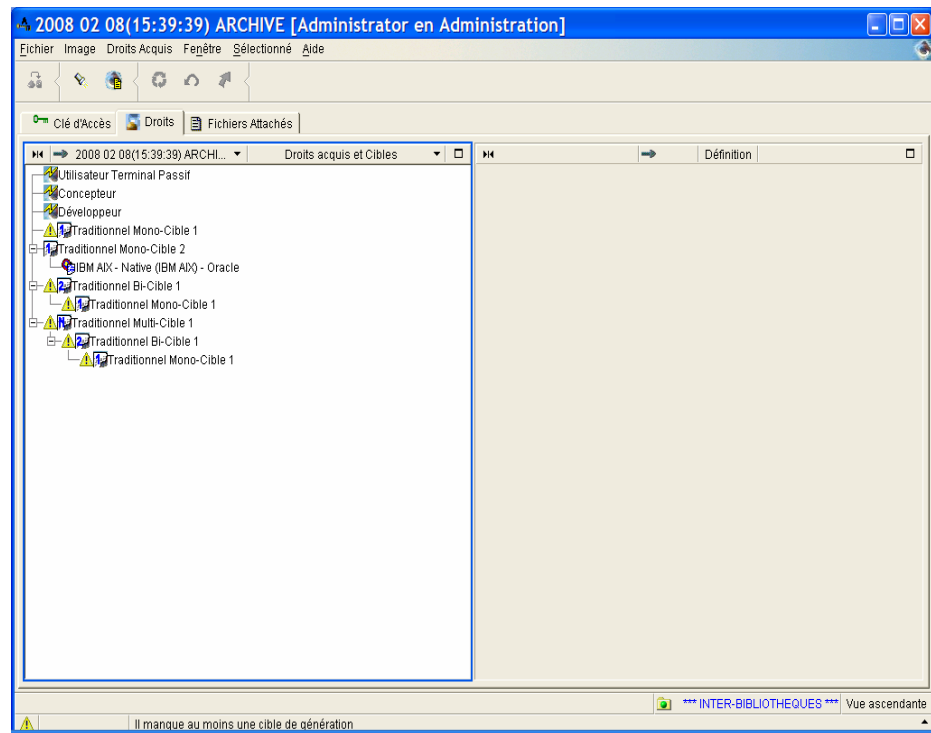 2008 02 08(15:39:39) ARCHIVE [Administrator en Administration]
Fichier Image Droits Acquis Fenêtre Sélectionné Aide
Clé d'Accès Droits Fichiers Attachés
2008 02 08(15:39:39) ARCHI... Droits acquis et Cibles Définition
Utilisateur Terminal Passif
Concepteur
Développeur
Traditionnel Mono-Cible 1
Traditionnel Mono-Cible 2
IBM AIX - Native (IBM AIX) - Oracle
Traditionnel Bi-Cible 1
Traditionnel Mono-Cible 1
Traditionnel Multi-Cible 1
Traditionnel Bi-Cible 1
Traditionnel Mono-Cible 1
*** INTER-BIBLIOTHEQUES *** Vue ascendante
Il manque au moins une cible de génération